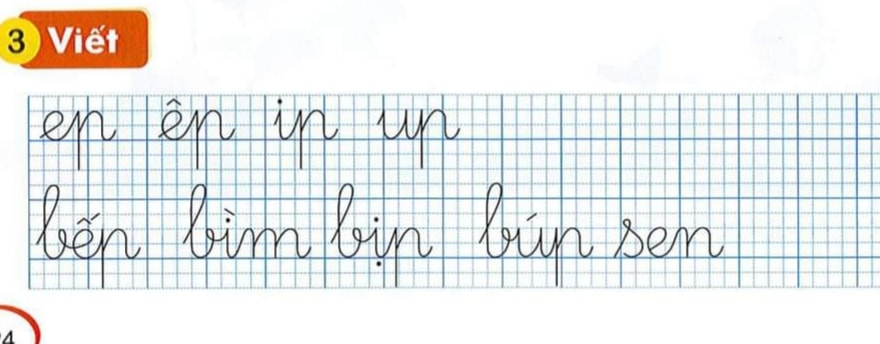 3 Viết
ep êp ip up
bếp bìm bịp búp sen